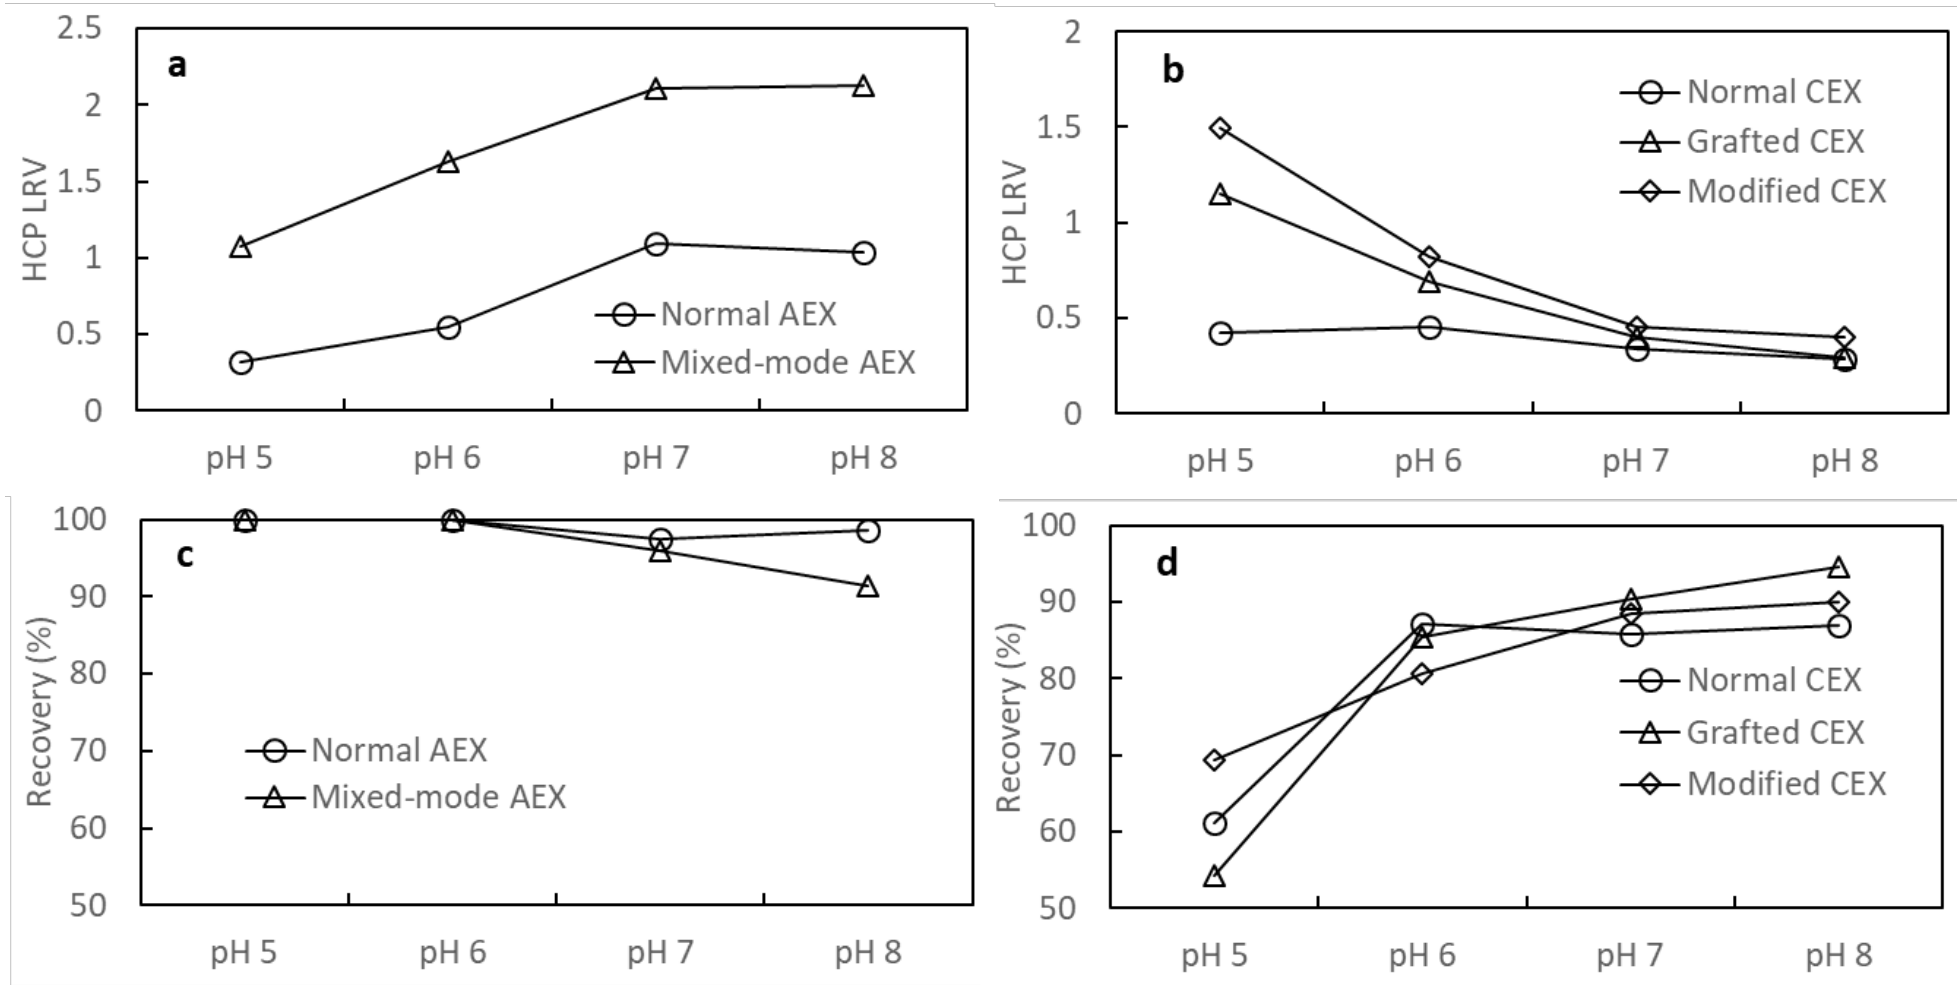 a
2.5
2
1.5
1
0.5
0
HCP LRV
Normal AEX
Mixed-mode AEX
pH 5 pH 6 pH 7 pH 8
b
2
1.5
1
0.5
0
HCP LRV
Normal CEX
Grafted CEX
Modified CEX
pH 5 pH 6 pH 7 pH 8
c
100
90
80
70
60
50
Recovery (%)
Normal AEX
Mixed-mode AEX
pH 5 pH 6 pH 7 pH 8
d
100
90
80
70
60
50
Recovery (%)
Normal CEX
Grafted CEX
Modified CEX
pH 5 pH 6 pH 7 pH 8